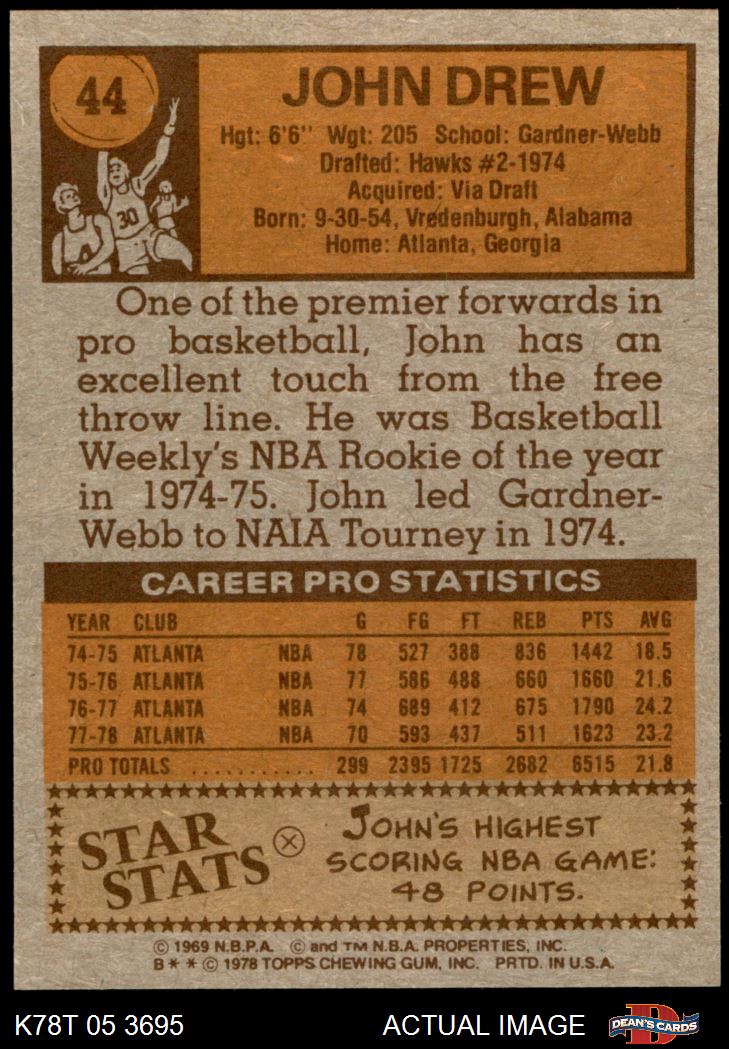 44
JOHN DREW
Hgt: 6'6" Wgt: 205 School: Gardner-Webb
Drafted: Hawks #2-1974
Acquired: Via Draft
Born: 9-30-54, Vredenburgh, Alabama
Home: Atlanta, Georgia
30
One of the premier forwards in
pro basketball, John has an
excellent touch from the free
throw line. He was Basketball
Weekly's NBA Rookie of the year
in 1974-75. John led Gardner-
Webb to NAIA Tourney in 1974.
CAREER PRO STATISTICS
YEAR CLUB G FG FT REB PTS AVG
74-75 ATLANTA NBA 78 527 388 836 1442 18.5
75-76 ATLANTA NBA 77 586 488 660 1660 21.6
76-77 ATLANTA NBA 74 689 412 675 1790 24.2
77-78 ATLANTA NBA 70 593 437 511 1623 23.2
PRO TOTALS .......... 299 2395 1725 2682 6515 21.8
STAR STATS
JOHN'S HIGHEST
SCORING NBA GAME:
48 POINTS.
© 1969 N.B.P.A. © and TM N.B.A. PROPERTIES, INC.
B * * © 1978 TOPPS CHEWING GUM, INC. PRTD. IN U.S.A.
K78T 05 3695 ACTUAL IMAGE DEAN'S CARDS